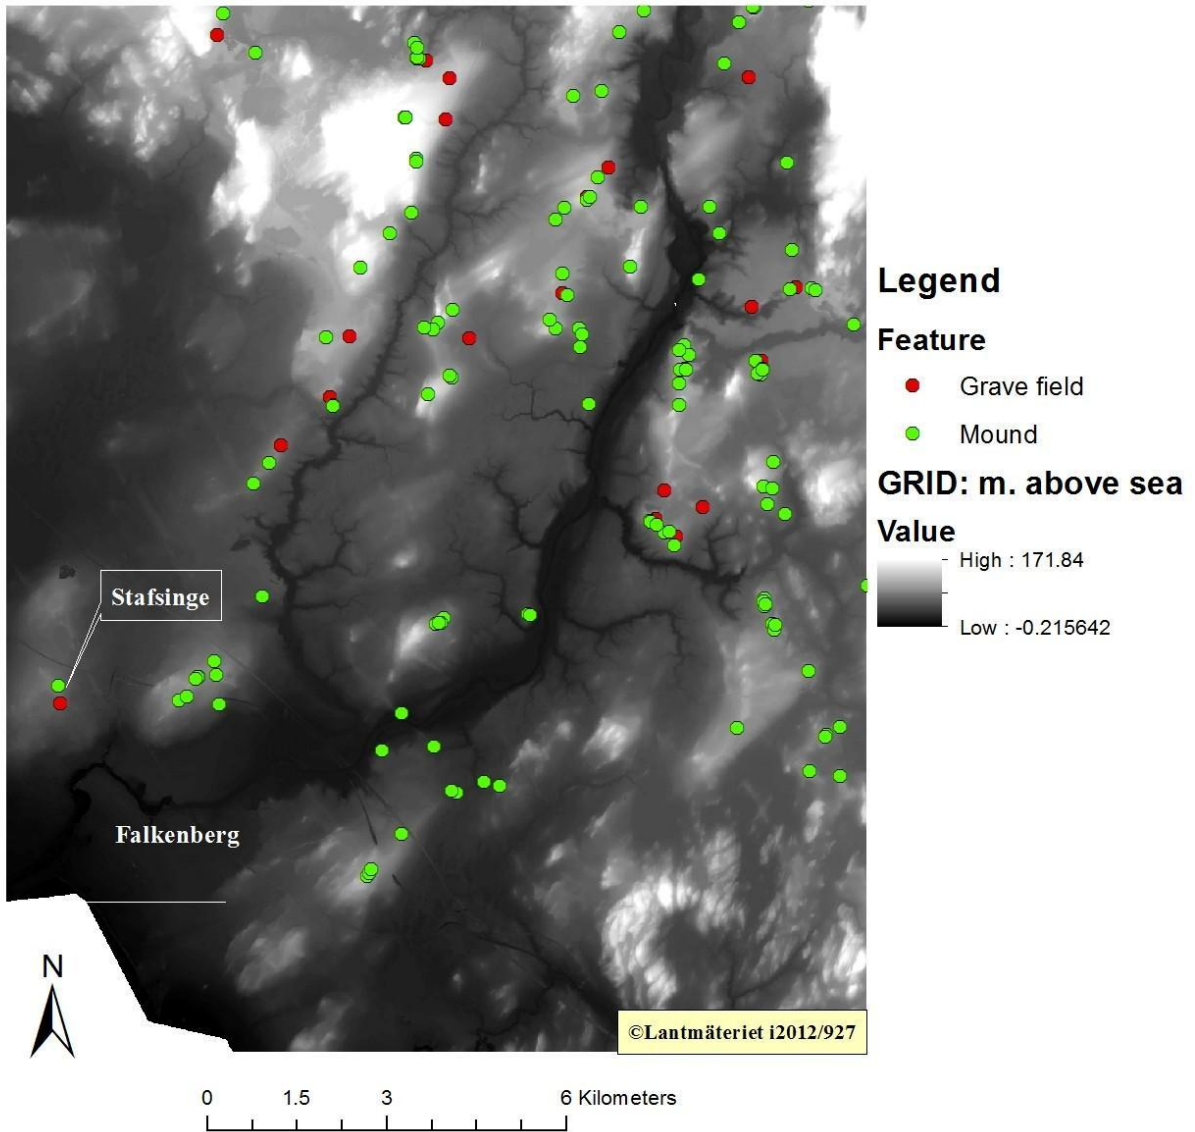 Legend
Feature
Grave field
Mound
GRID: m. above sea
Value
High : 171.84
Low : -0.215642
Stafsinge
Falkenberg
N
©Lantmäteriet i2012/927
0 1.5 3 6 Kilometers